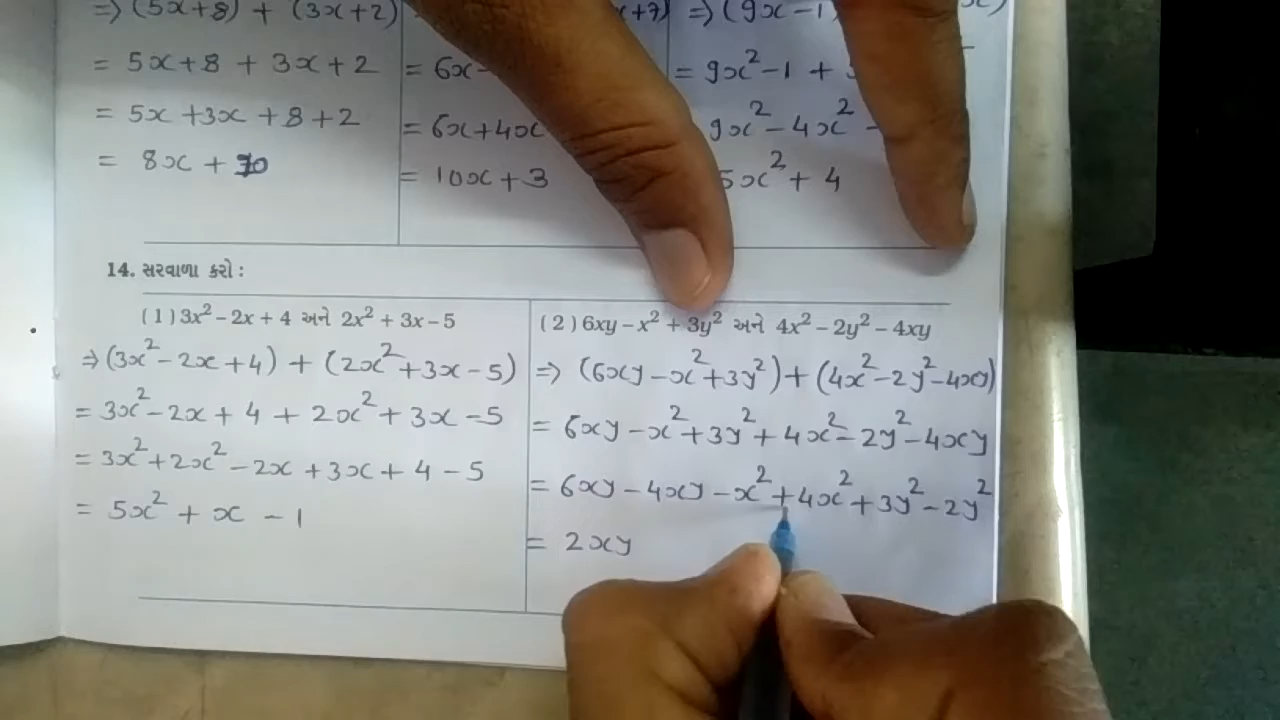 => (5x+8) + (3x+2)
= 5x+8 + 3x+2
= 5x+3x+8+2
= 8x + 10
x+7)
= 6x
= 6x+4x
= 10x+3
=> (9x-1
= 9x²-1 +
9x²-4x²
5x²+4
14. સરવાળા કરો :
(1) 3x² – 2x + 4 અને 2x² + 3x – 5
=> (3x²-2x+4) + (2x²+3x-5)
= 3x²-2x+4+2x²+3x-5
= 3x²+2x²-2x+3x+4-5
= 5x²+x-1
(2) 6xy – x² + 3y² અને 4x² – 2y² – 4xy
=> (6xy-x²+3y²)+(4x²-2y²-4xy)
= 6xy-x²+3y²+4x²-2y²-4xy
= 6xy-4xy-x²+4x²+3y²-2y²
= 2xy